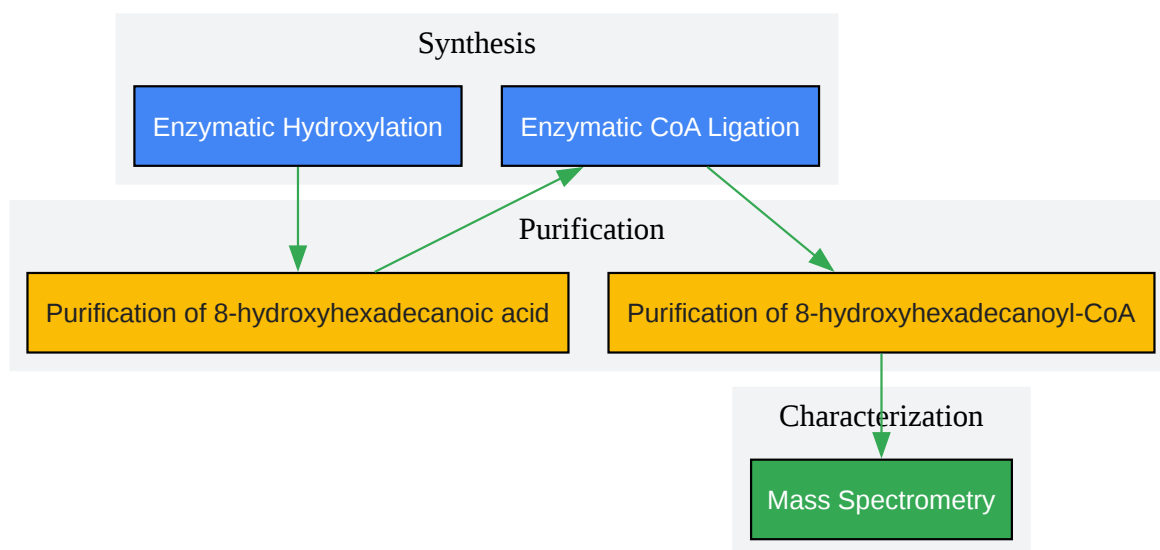 Synthesis
Enzymatic Hydroxylation
Enzymatic CoA Ligation
Purification
Purification of 8-hydroxyhexadecanoic acid
Purification of 8-hydroxyhexadecanoyl-CoA
Characterization
Mass Spectrometry